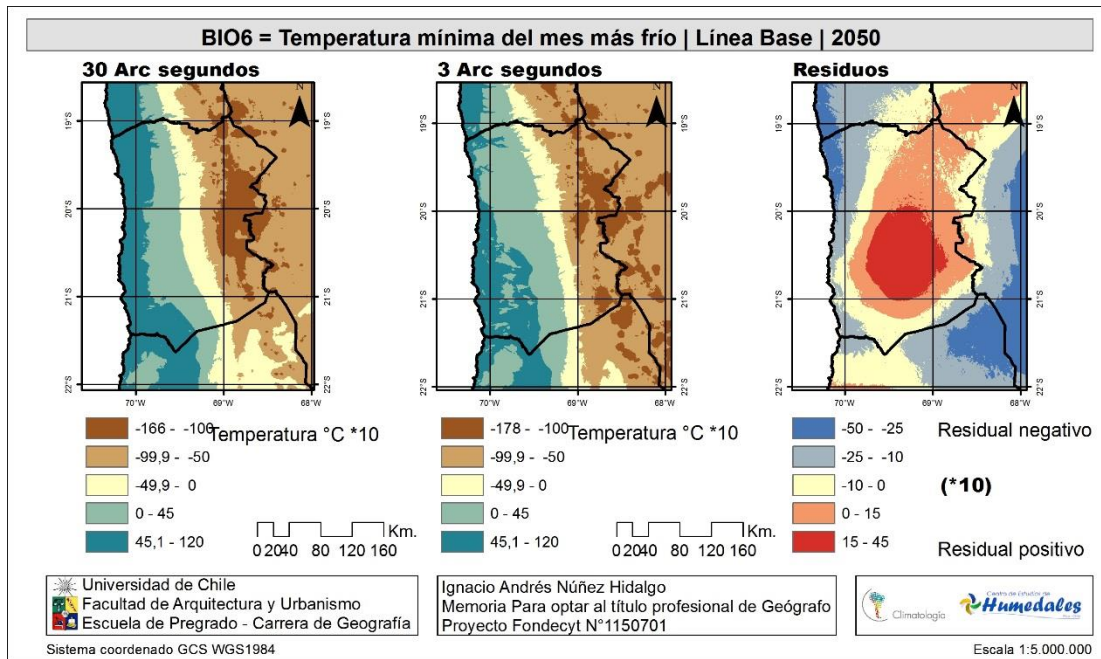 BIO6 = Temperatura mínima del mes más frío | Línea Base | 2050
30 Arc segundos
3 Arc segundos
Residuos
N
N
N
19°S
20°S
21°S
22°S
19°S
20°S
21°S
22°S
70°W
69°W
68°W
19°S
20°S
21°S
22°S
19°S
20°S
21°S
22°S
70°W
69°W
68°W
19°S
20°S
21°S
22°S
19°S
20°S
21°S
22°S
70°W
69°W
68°W
-166 - -100
-99,9 - -50
-49,9 - 0
0 - 45
45,1 - 120
Temperatura °C *10
Km.
0 2040 80 120 160
-178 - -100
-99,9 - -50
-49,9 - 0
0 - 45
45,1 - 120
Temperatura °C *10
Km.
0 2040 80 120 160
-50 - -25
-25 - -10
-10 - 0
0 - 15
15 - 45
Residual negativo
(*10)
Residual positivo
Universidad de Chile
Facultad de Arquitectura y Urbanismo
Escuela de Pregrado - Carrera de Geografía
Ignacio Andrés Núñez Hidalgo
Memoria Para optar al título profesional de Geógrafo
Proyecto Fondecyt N°1150701
Climatología
Centro de Estudios de
Humedales
Sistema coordenado GCS WGS1984
Escala 1:5.000.000